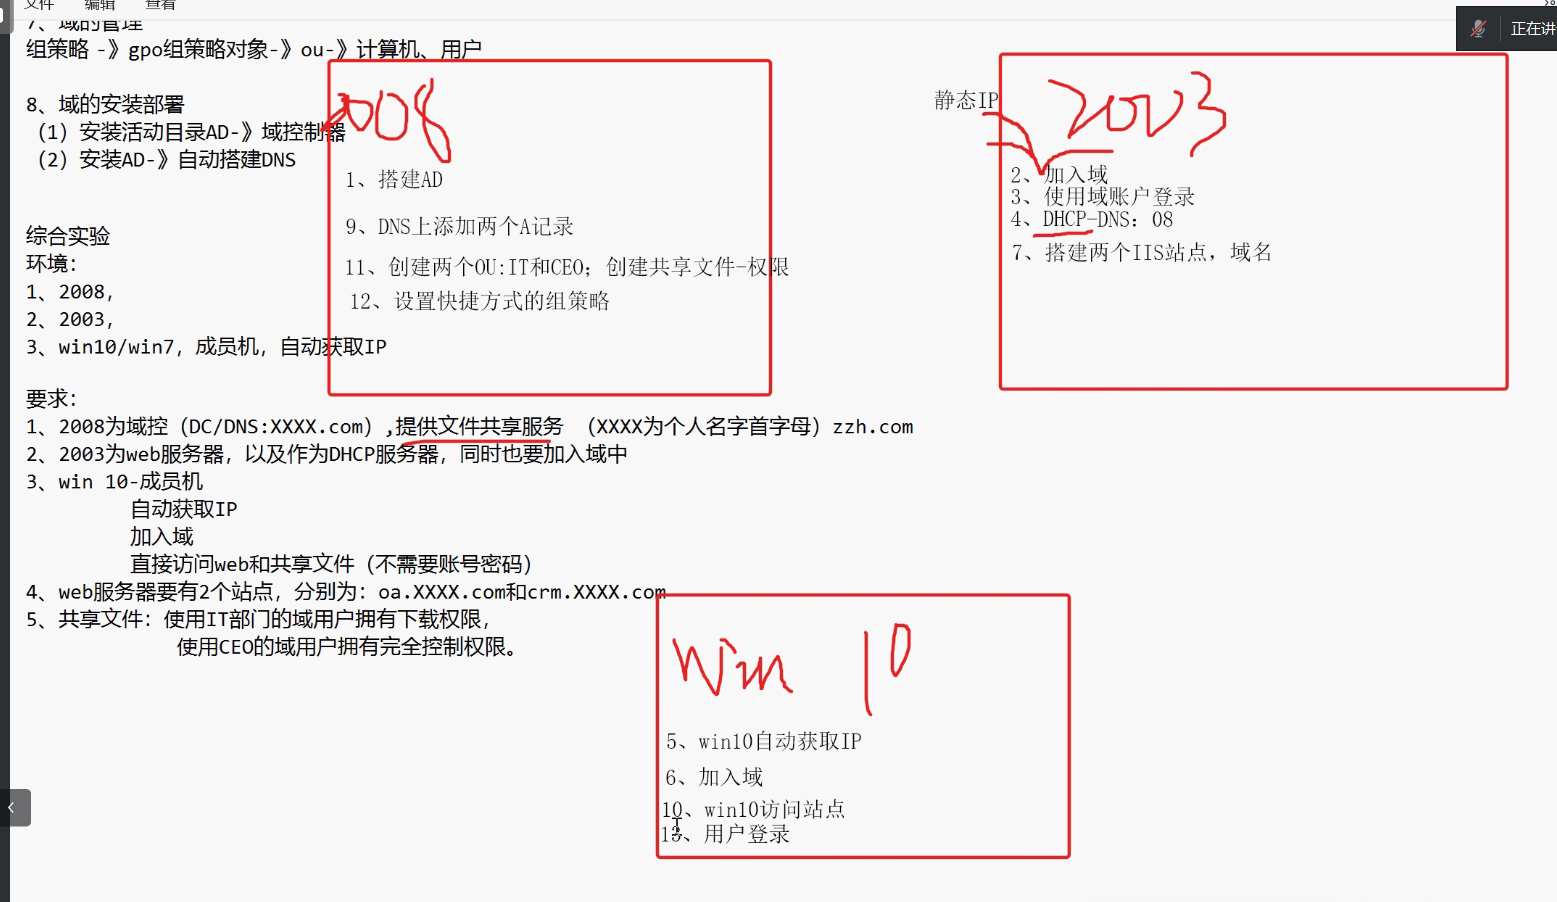 文件 编辑 查看
正在讲
7、域的管理
组策略 -》gpo组策略对象-》ou-》计算机、用户
8、域的安装部署
（1）安装活动目录AD-》域控制器
（2）安装AD-》自动搭建DNS
综合实验
环境：
1、2008，
2、2003，
3、win10/win7，成员机，自动获取IP
要求：
1、2008为域控（DC/DNS:XXXX.com）,提供文件共享服务 （XXXX为个人名字首字母）zzh.com
2、2003为web服务器，以及作为DHCP服务器，同时也要加入域中
3、win 10-成员机
自动获取IP
加入域
直接访问web和共享文件（不需要账号密码）
4、web服务器要有2个站点，分别为：oa.XXXX.com和crm.XXXX.com
5、共享文件：使用IT部门的域用户拥有下载权限，
使用CEO的域用户拥有完全控制权限。
2008
1、搭建AD
9、DNS上添加两个A记录
11、创建两个OU:IT和CEO；创建共享文件-权限
12、设置快捷方式的组策略
静态IP
2003
2、加入域
3、使用域账户登录
4、DHCP-DNS：08
7、搭建两个IIS站点，域名
Win 10
5、win10自动获取IP
6、加入域
10、win10访问站点
13、用户登录